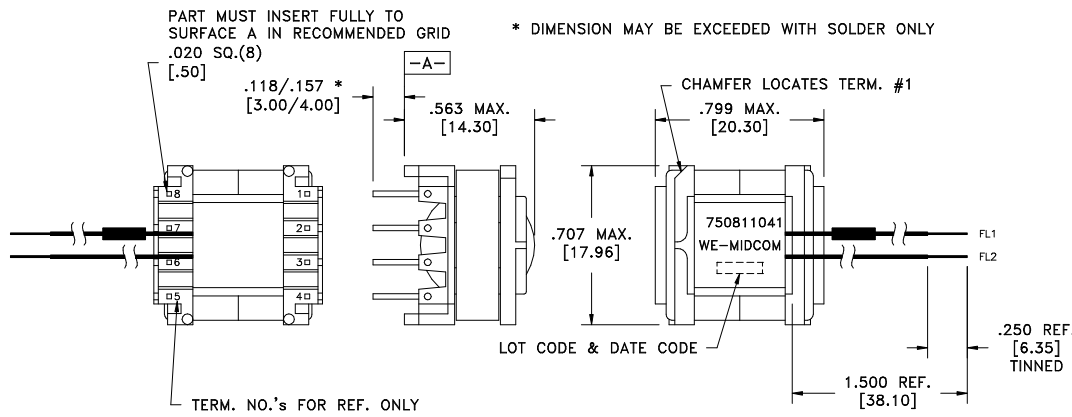 PART MUST INSERT FULLY TO
SURFACE A IN RECOMMENDED GRID
.020 SQ.(8)
[.50]
* DIMENSION MAY BE EXCEEDED WITH SOLDER ONLY
-A-
.118/.157 *
[3.00/4.00]
.563 MAX.
[14.30]
CHAMFER LOCATES TERM. #1
.799 MAX.
[20.30]
8
7
6
5
1
2
3
4
.707 MAX.
[17.96]
750811041
WE-MIDCOM
FL1
FL2
LOT CODE & DATE CODE
.250 REF.
[6.35]
TINNED
1.500 REF.
[38.10]
TERM. NO.'s FOR REF. ONLY